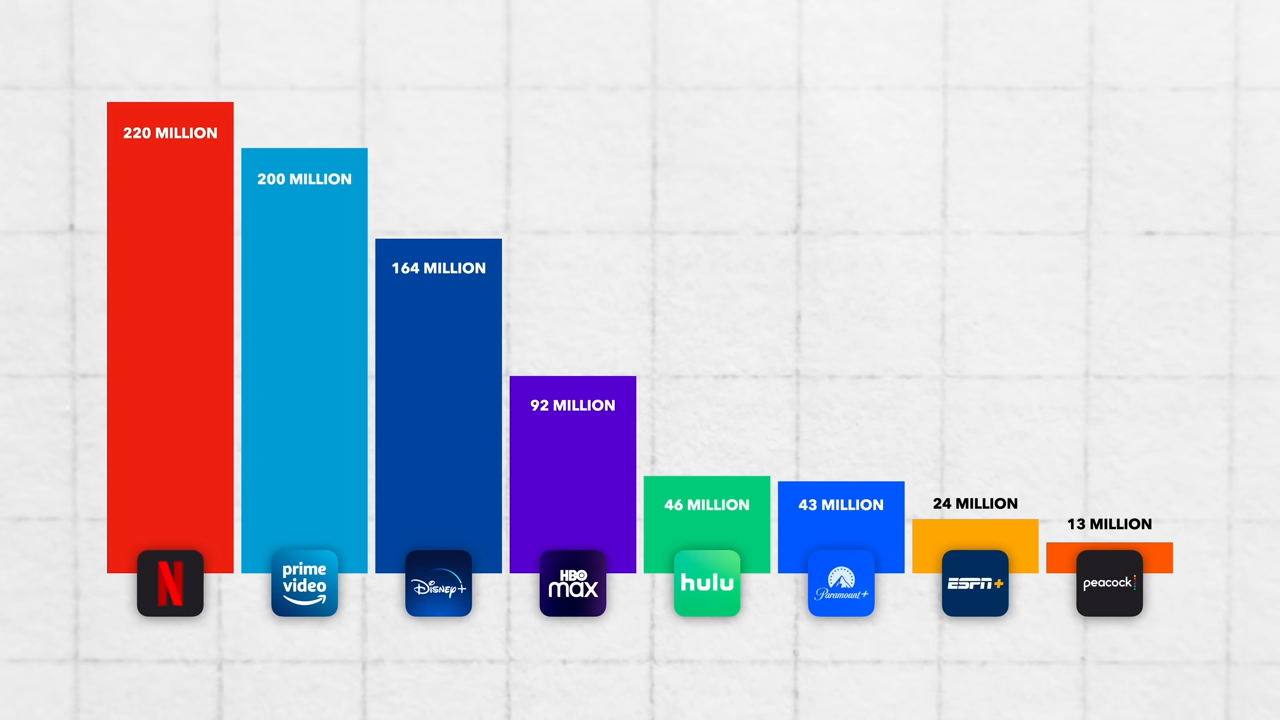 220 MILLION
200 MILLION
164 MILLION
92 MILLION
46 MILLION
43 MILLION
24 MILLION
13 MILLION
N
prime
video
Disney+
HBO
max
hulu
Paramount+
ESPN+
peacock